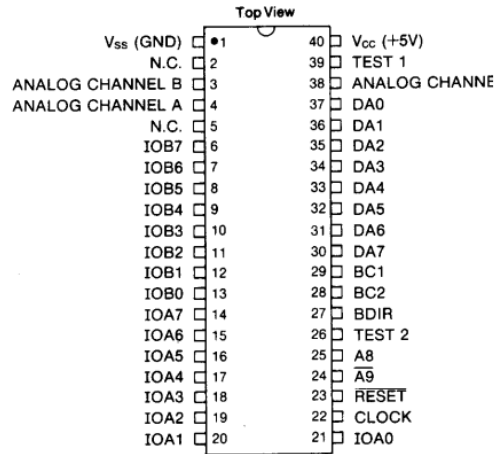 Top View
Vss (GND) 1 40 Vcc (+5V)
N.C. 2 39 TEST 1
ANALOG CHANNEL B 3 38 ANALOG CHANNE
ANALOG CHANNEL A 4 37 DA0
N.C. 5 36 DA1
IOB7 6 35 DA2
IOB6 7 34 DA3
IOB5 8 33 DA4
IOB4 9 32 DA5
IOB3 10 31 DA6
IOB2 11 30 DA7
IOB1 12 29 BC1
IOB0 13 28 BC2
IOA7 14 27 BDIR
IOA6 15 26 TEST 2
IOA5 16 25 A8
IOA4 17 24 A9
IOA3 18 23 RESET
IOA2 19 22 CLOCK
IOA1 20 21 IOA0